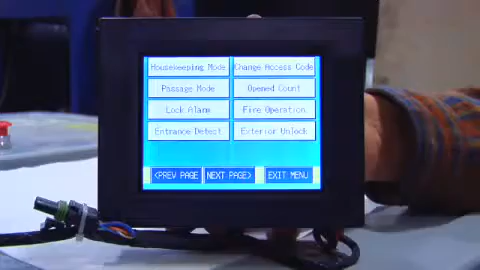 Housekeeping Mode Change Access Code
Passage Mode Opened Count
Lock Alarm Fire Operation
Entrance Detect Exterior Unlock
<PREV PAGE NEXT PAGE> EXIT MENU